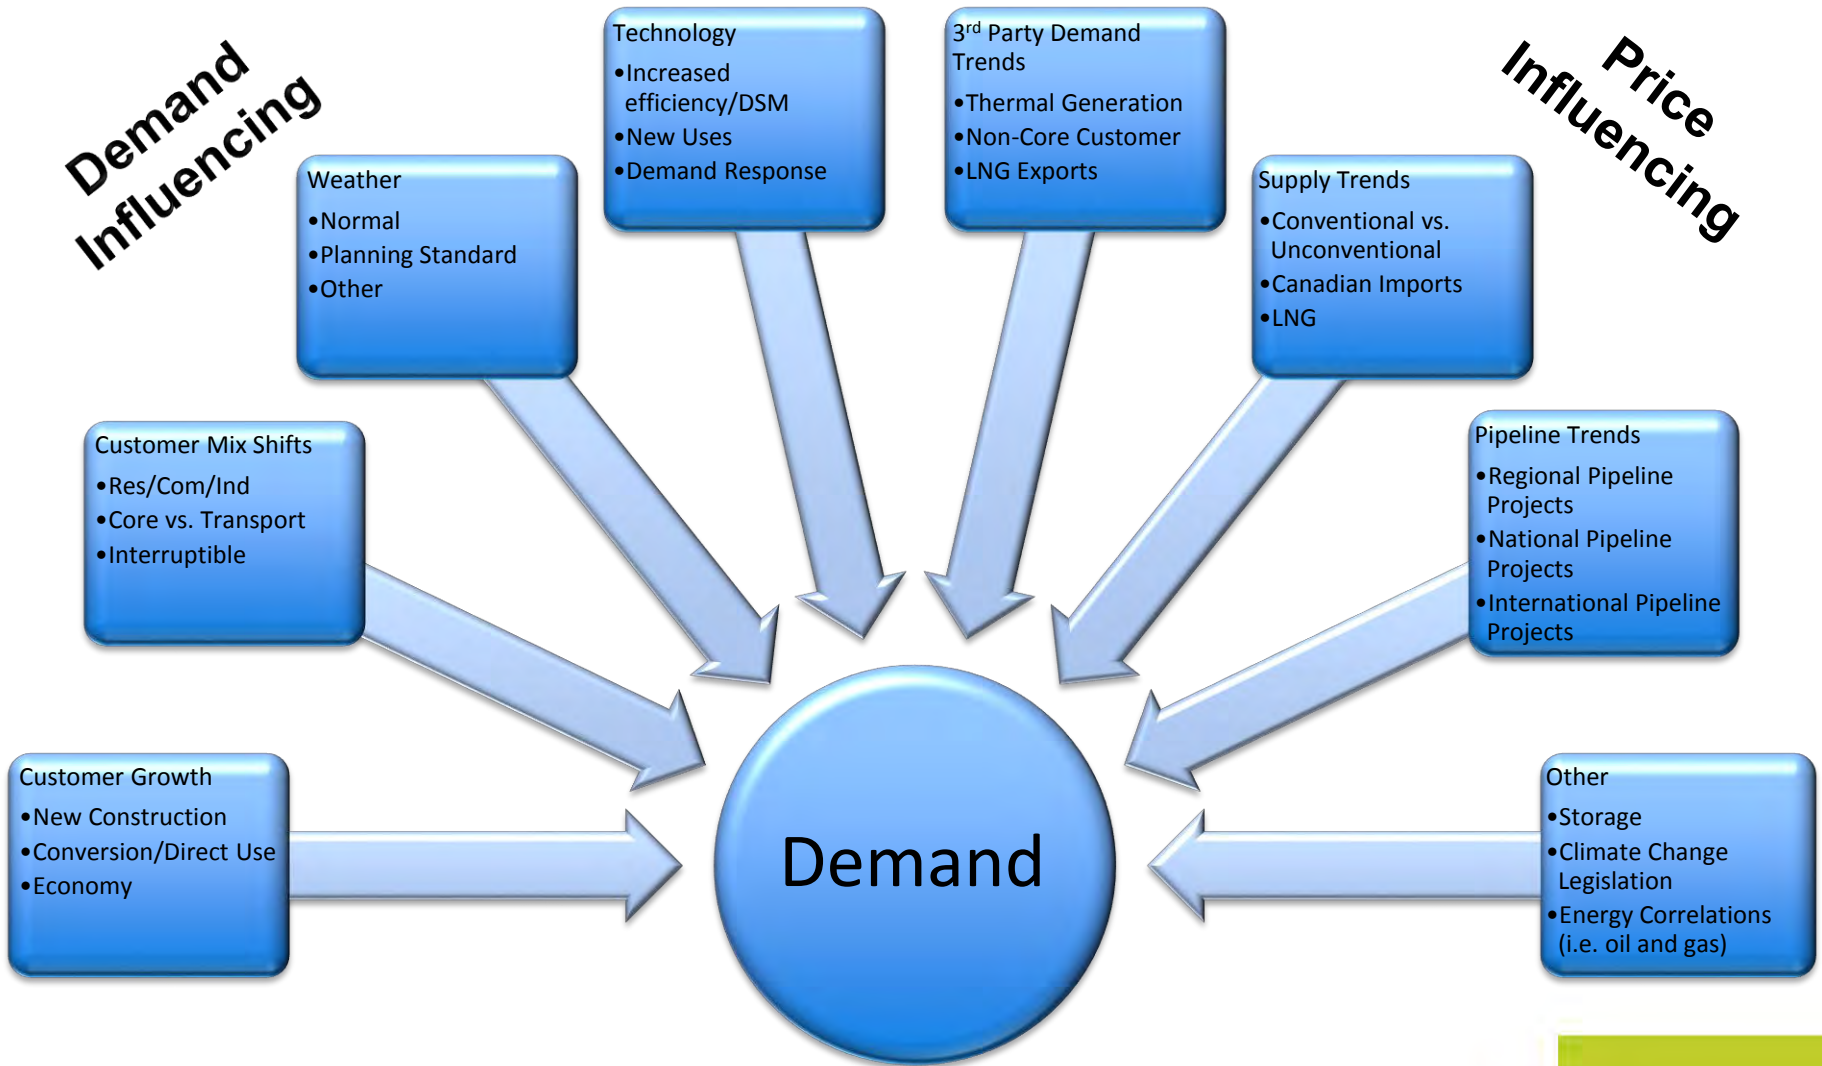 Demand
Influencing
Price
Influencing
Technology
•Increased
efficiency/DSM
•New Uses
•Demand Response
3rd Party Demand
Trends
•Thermal Generation
•Non-Core Customer
•LNG Exports
Weather
•Normal
•Planning Standard
•Other
Supply Trends
•Conventional vs.
Unconventional
•Canadian Imports
•LNG
Customer Mix Shifts
•Res/Com/Ind
•Core vs. Transport
•Interruptible
Pipeline Trends
•Regional Pipeline
Projects
•National Pipeline
Projects
•International Pipeline
Projects
Customer Growth
•New Construction
•Conversion/Direct Use
•Economy
Demand
Other
•Storage
•Climate Change
Legislation
•Energy Correlations
(i.e. oil and gas)